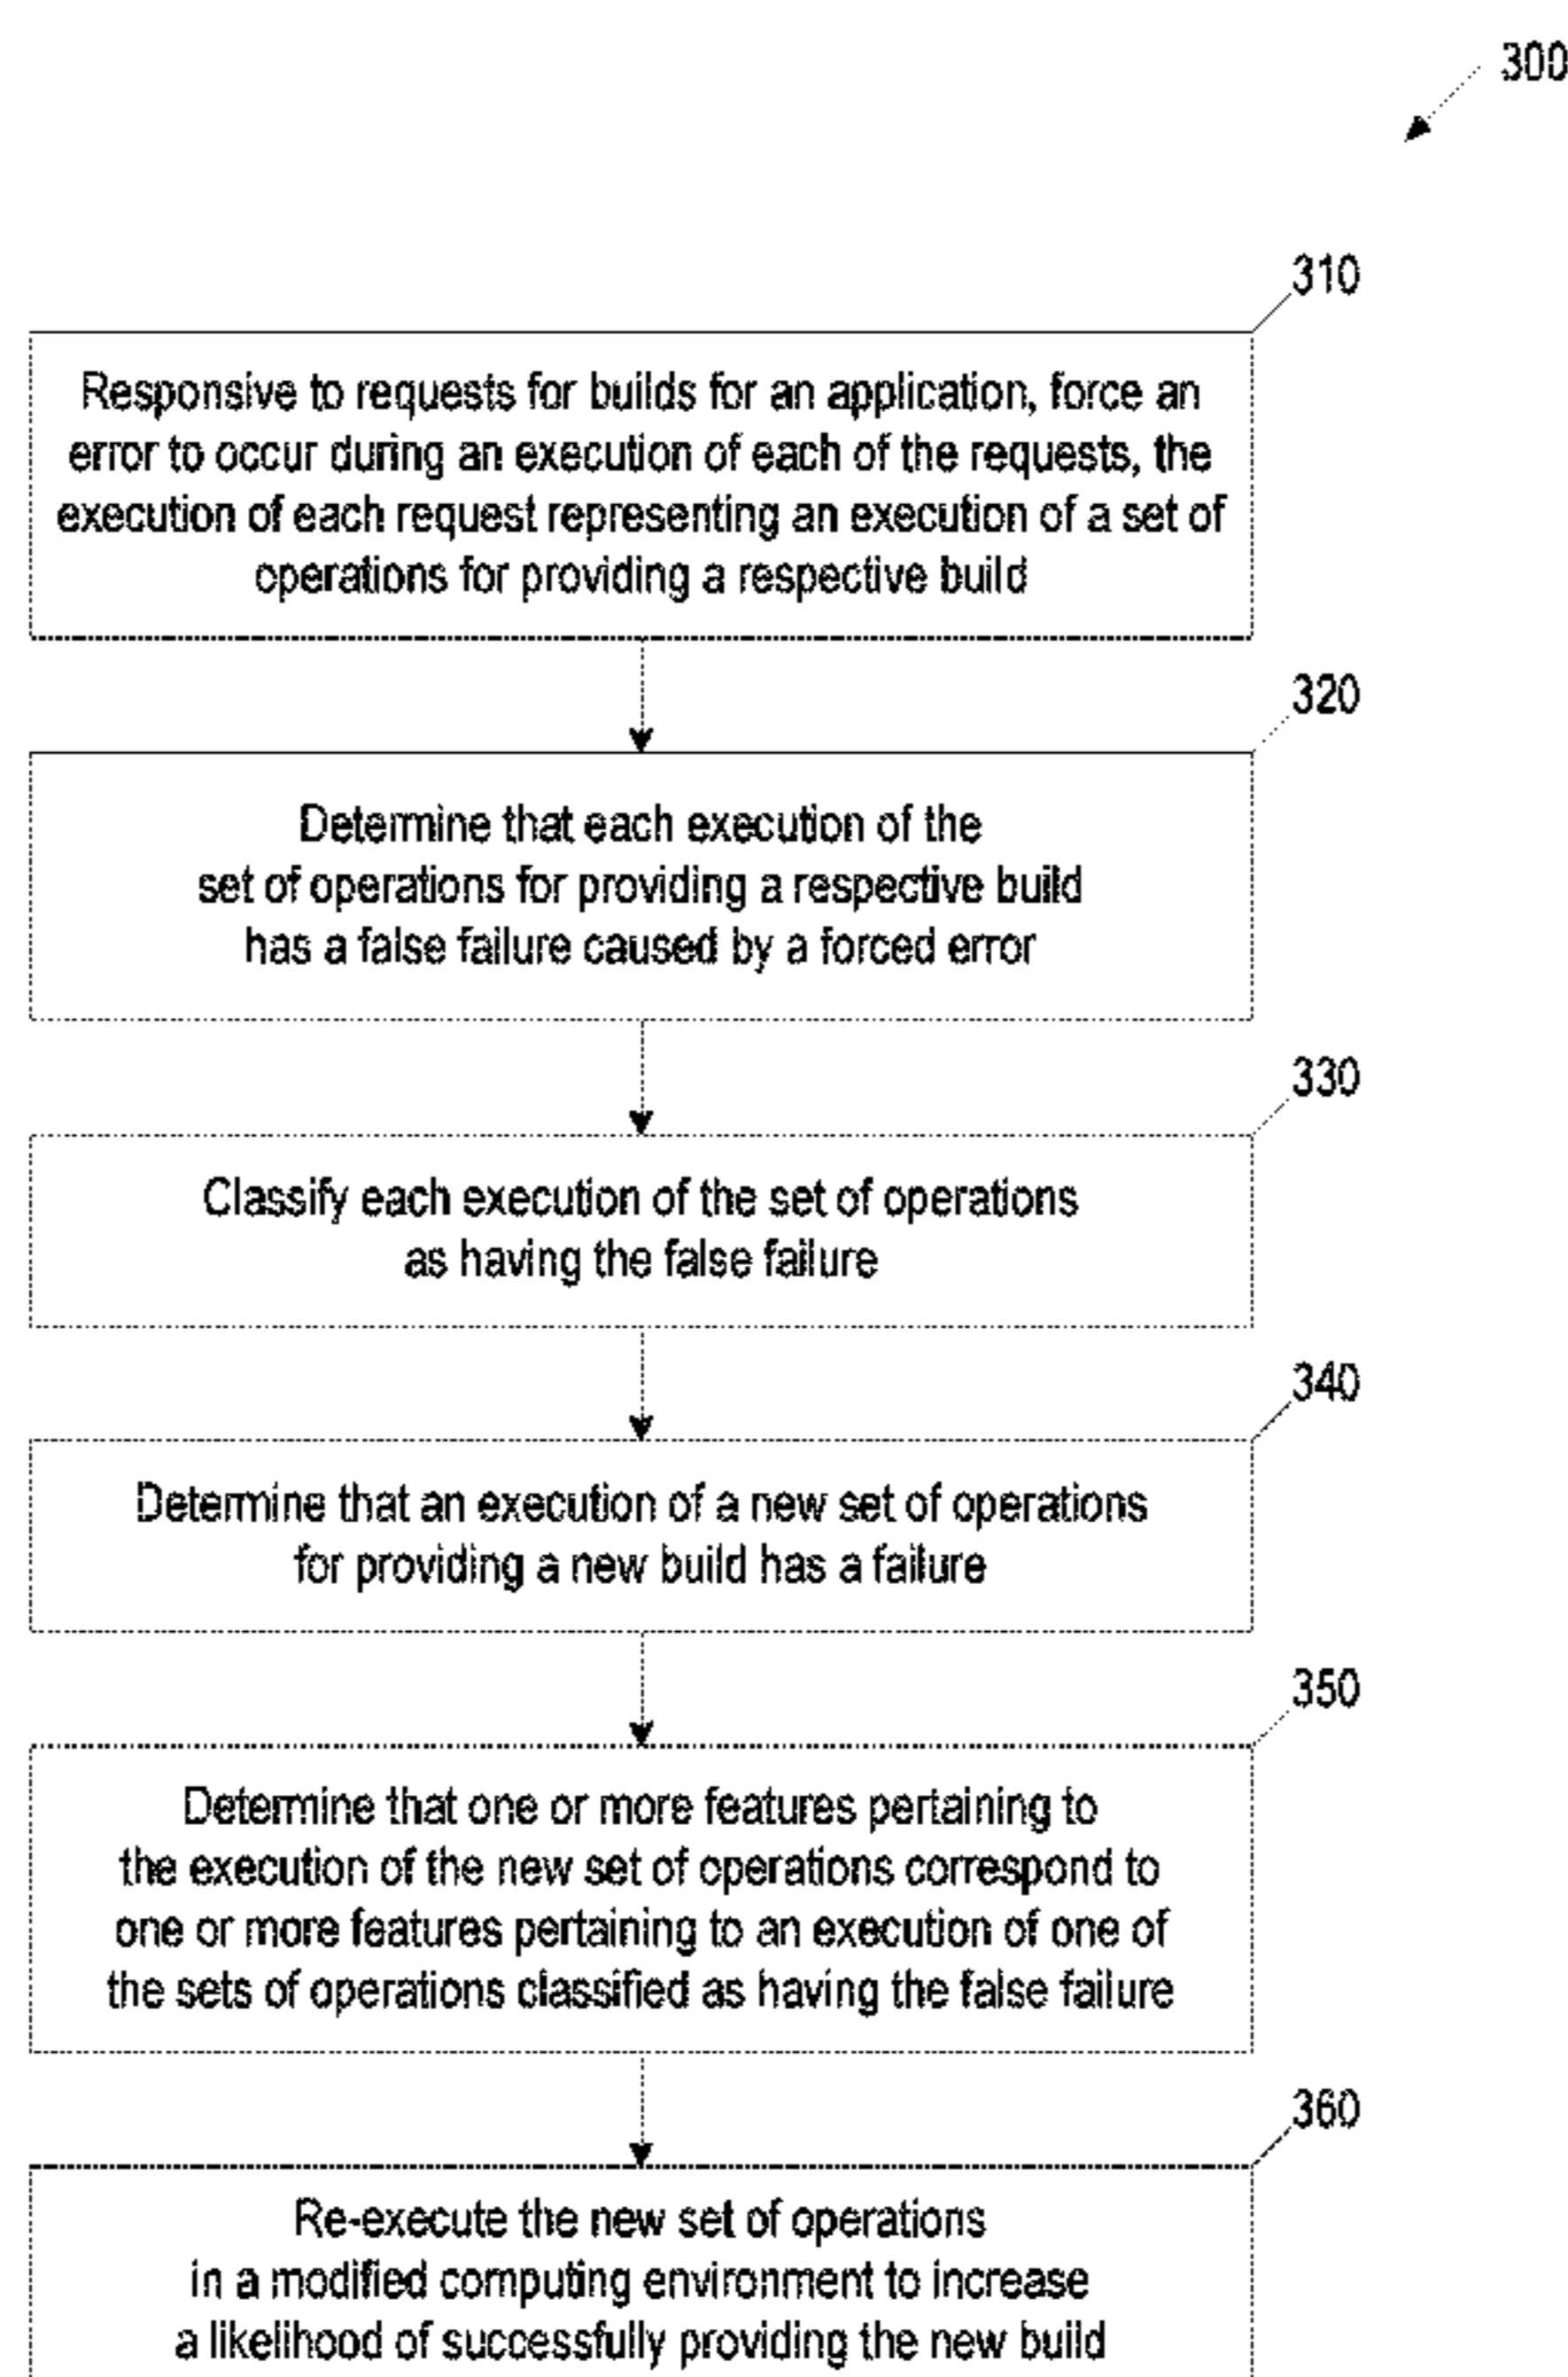 300
310
Responsive to requests for builds for an application, force an
error to occur during an execution of each of the requests, the
execution of each request representing an execution of a set of
operations for providing a respective build
320
Determine that each execution of the
set of operations for providing a respective build
has a false failure caused by a forced error
330
Classify each execution of the set of operations
as having the false failure
340
Determine that an execution of a new set of operations
for providing a new build has a failure
350
Determine that one or more features pertaining to
the execution of the new set of operations correspond to
one or more features pertaining to an execution of one of
the sets of operations classified as having the false failure
360
Re-execute the new set of operations
in a modified computing environment to increase
a likelihood of successfully providing the new build